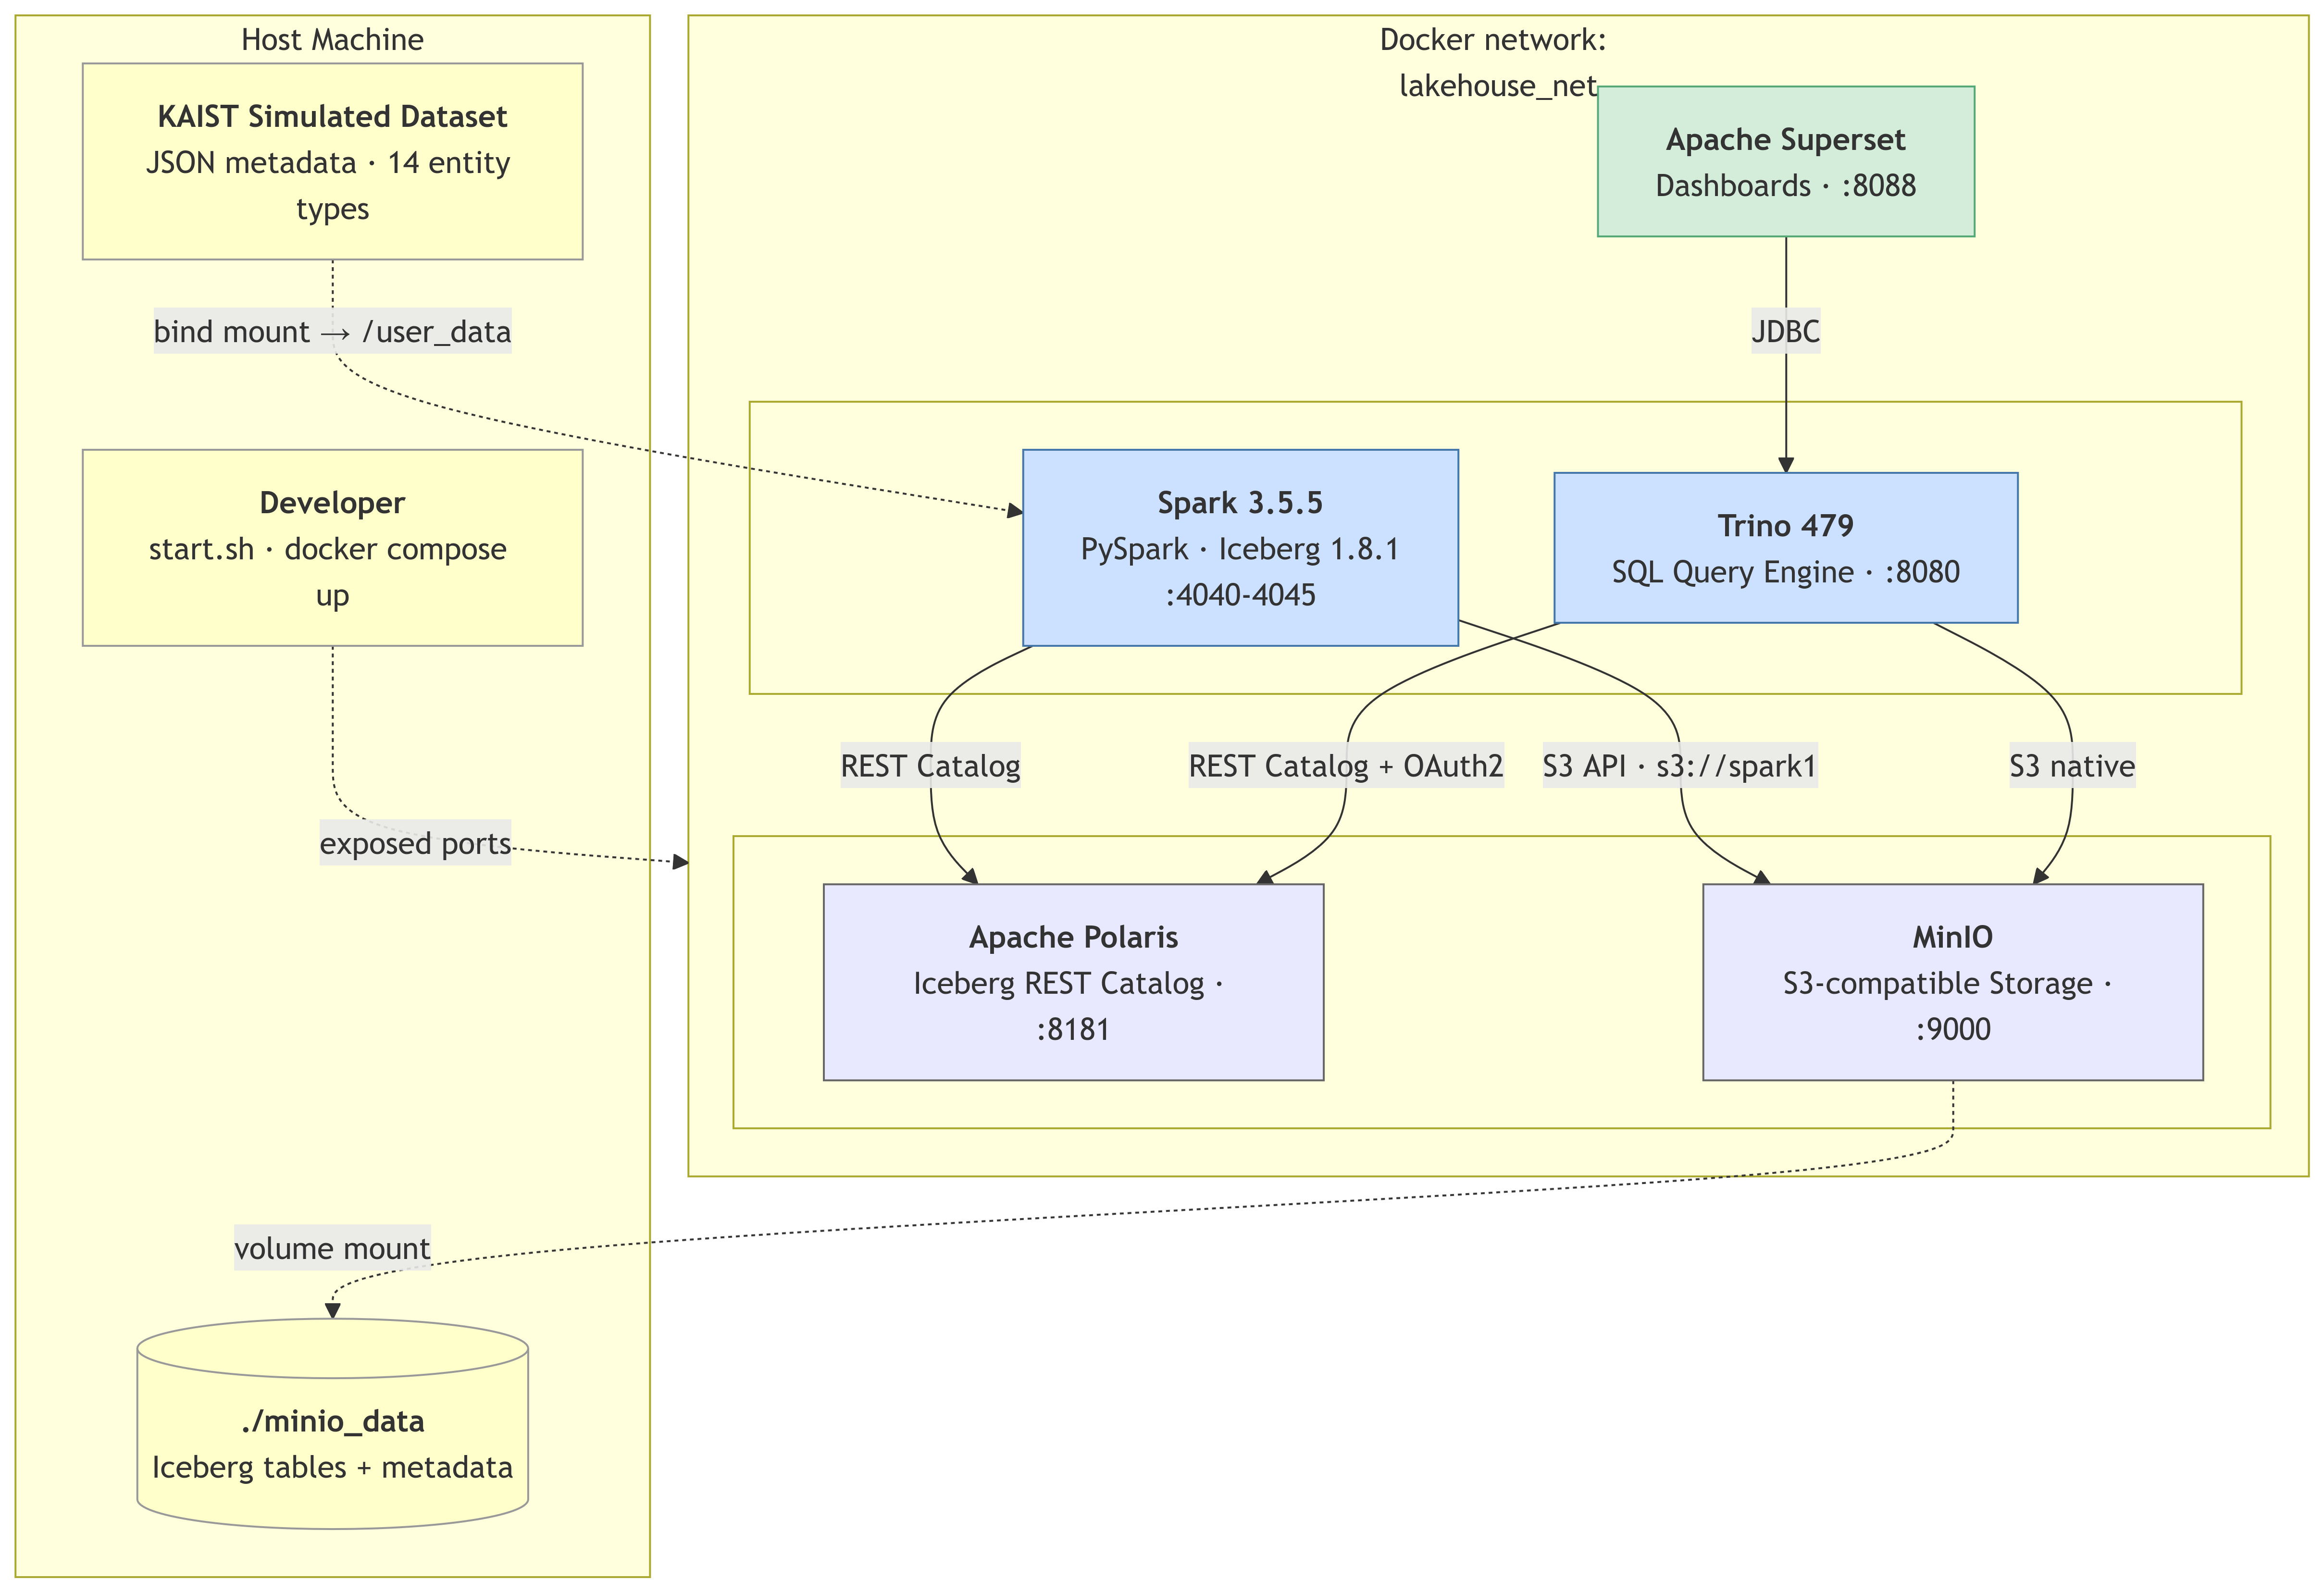 Host Machine
KAIST Simulated Dataset
JSON metadata · 14 entity
types
bind mount → /user_data
Developer
start.sh · docker compose
up
exposed ports
volume mount
./minio_data
Iceberg tables + metadata
Docker network:
lakehouse_net
Apache Superset
Dashboards · :8088
JDBC
Spark 3.5.5
PySpark · Iceberg 1.8.1
:4040-4045
Trino 479
SQL Query Engine · :8080
REST Catalog
REST Catalog + OAuth2
S3 API · s3://spark1
S3 native
Apache Polaris
Iceberg REST Catalog ·
:8181
MinIO
S3-compatible Storage ·
:9000